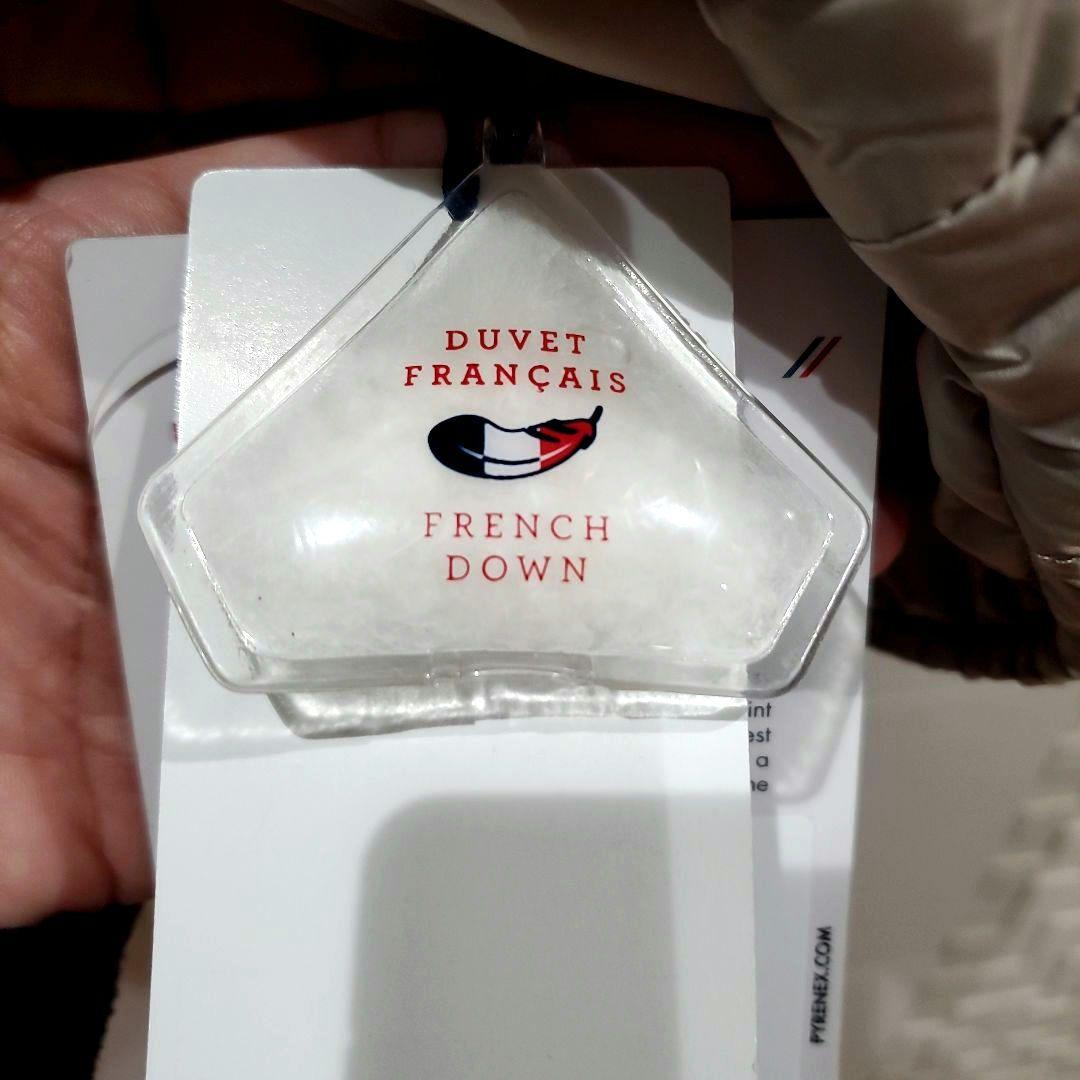 DUVET
FRANÇAIS
FRENCH
DOWN
a
PYRENEX.COM